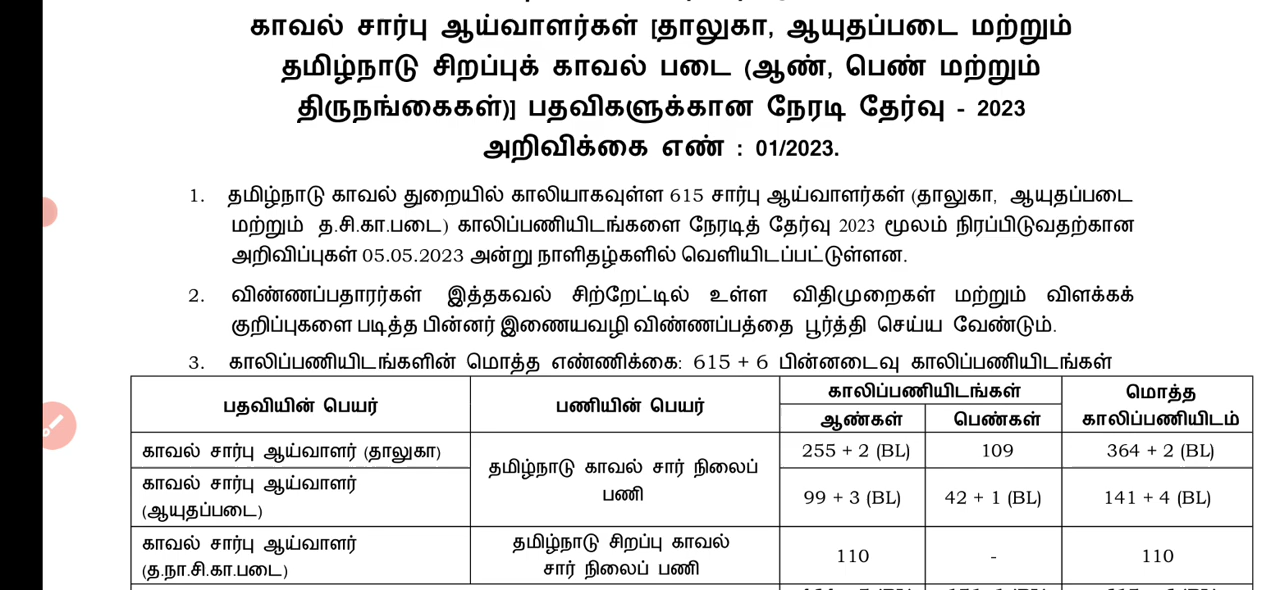 காவல் சார்பு ஆய்வாளர்கள் [தாலுகா, ஆயுதப்படை மற்றும்
தமிழ்நாடு சிறப்புக் காவல் படை (ஆண், பெண் மற்றும்
திருநங்கைகள்)] பதவிகளுக்கான நேரடி தேர்வு - 2023
அறிவிக்கை எண் : 01/2023.
1. தமிழ்நாடு காவல் துறையில் காலியாகவுள்ள 615 சார்பு ஆய்வாளர்கள் (தாலுகா, ஆயுதப்படை
மற்றும் த.சி.கா.படை) காலிப்பணியிடங்களை நேரடித் தேர்வு 2023 மூலம் நிரப்பிடுவதற்கான
அறிவிப்புகள் 05.05.2023 அன்று நாளிதழ்களில் வெளியிடப்பட்டுள்ளன.
2. விண்ணப்பதாரர்கள் இத்தகவல் சிற்றேட்டில் உள்ள விதிமுறைகள் மற்றும் விளக்கக்
குறிப்புகளை படித்த பின்னர் இணையவழி விண்ணப்பத்தை பூர்த்தி செய்ய வேண்டும்.
3. காலிப்பணியிடங்களின் மொத்த எண்ணிக்கை: 615 + 6 பின்னடைவு காலிப்பணியிடங்கள்
பதவியின் பெயர்
பணியின் பெயர்
காலிப்பணியிடங்கள்
ஆண்கள்
பெண்கள்
மொத்த
காலிப்பணியிடம்
காவல் சார்பு ஆய்வாளர் (தாலுகா)
தமிழ்நாடு காவல் சார் நிலைப்
பணி
255 + 2 (BL)
109
364 + 2 (BL)
காவல் சார்பு ஆய்வாளர்
(ஆயுதப்படை)
99 + 3 (BL)
42 + 1 (BL)
141 + 4 (BL)
காவல் சார்பு ஆய்வாளர்
(த.நா.சி.கா.படை)
தமிழ்நாடு சிறப்பு காவல்
சார் நிலைப் பணி
110
-
110